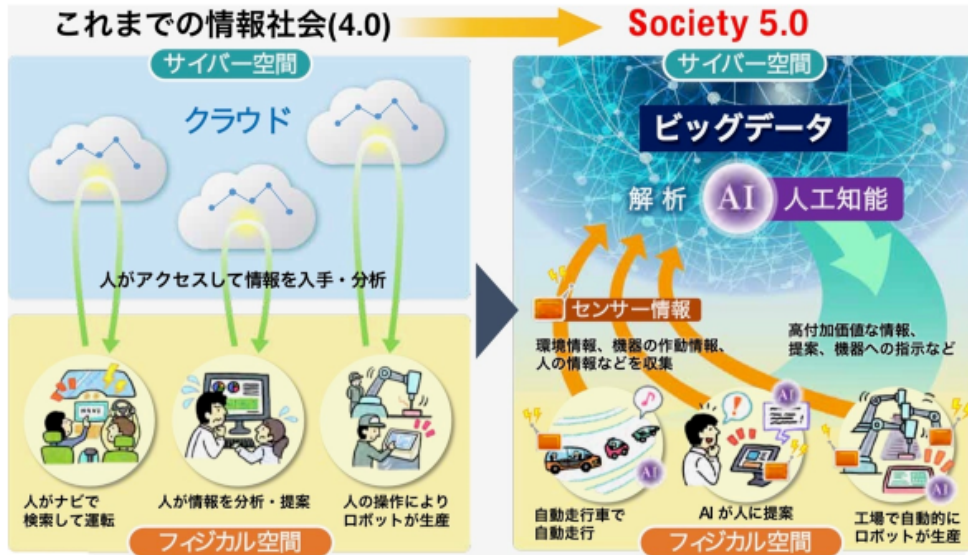 これまでの情報社会(4.0)
Society 5.0
サイバー空間
クラウド
人がアクセスして情報を入手・分析
人がナビで
検索して運転
人が情報を分析・提案
人の操作により
ロボットが生産
フィジカル空間
サイバー空間
ビッグデータ
解析
AI
人工知能
センサー情報
環境情報、機器の作動情報、
人の情報などを収集
高付加価値な情報、
提案、機器への指示など
AI
AI
AI
自動走行車で
自動走行
AIが人に提案
工場で自動的に
ロボットが生産
フィジカル空間